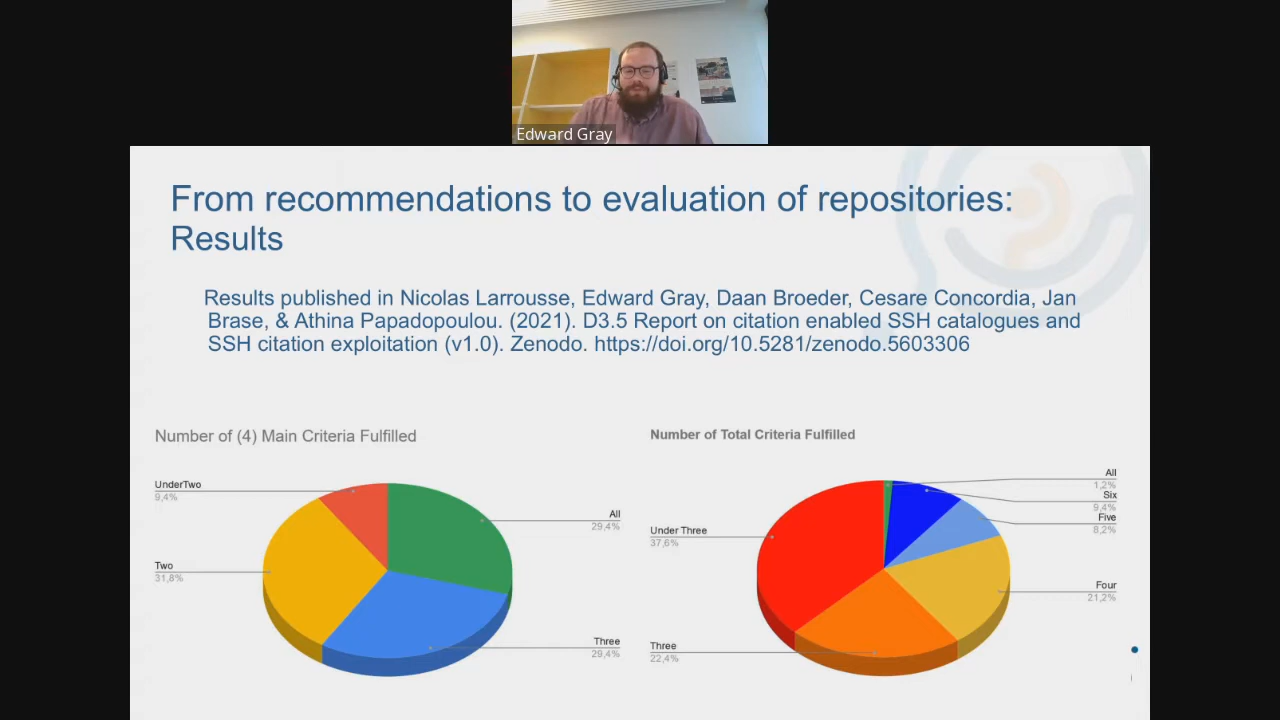 Edward Gray
From recommendations to evaluation of repositories:
Results
Results published in Nicolas Larrousse, Edward Gray, Daan Broeder, Cesare Concordia, Jan
Brase, & Athina Papadopoulou. (2021). D3.5 Report on citation enabled SSH catalogues and
SSH citation exploitation (v1.0). Zenodo. https://doi.org/10.5281/zenodo.5603306
Number of (4) Main Criteria Fulfilled
UnderTwo
9,4%
All
29,4%
Two
31,8%
Three
29,4%
Number of Total Criteria Fulfilled
All
1,2%
Six
9,4%
Five
8,2%
Under Three
37,6%
Four
21,2%
Three
22,4%